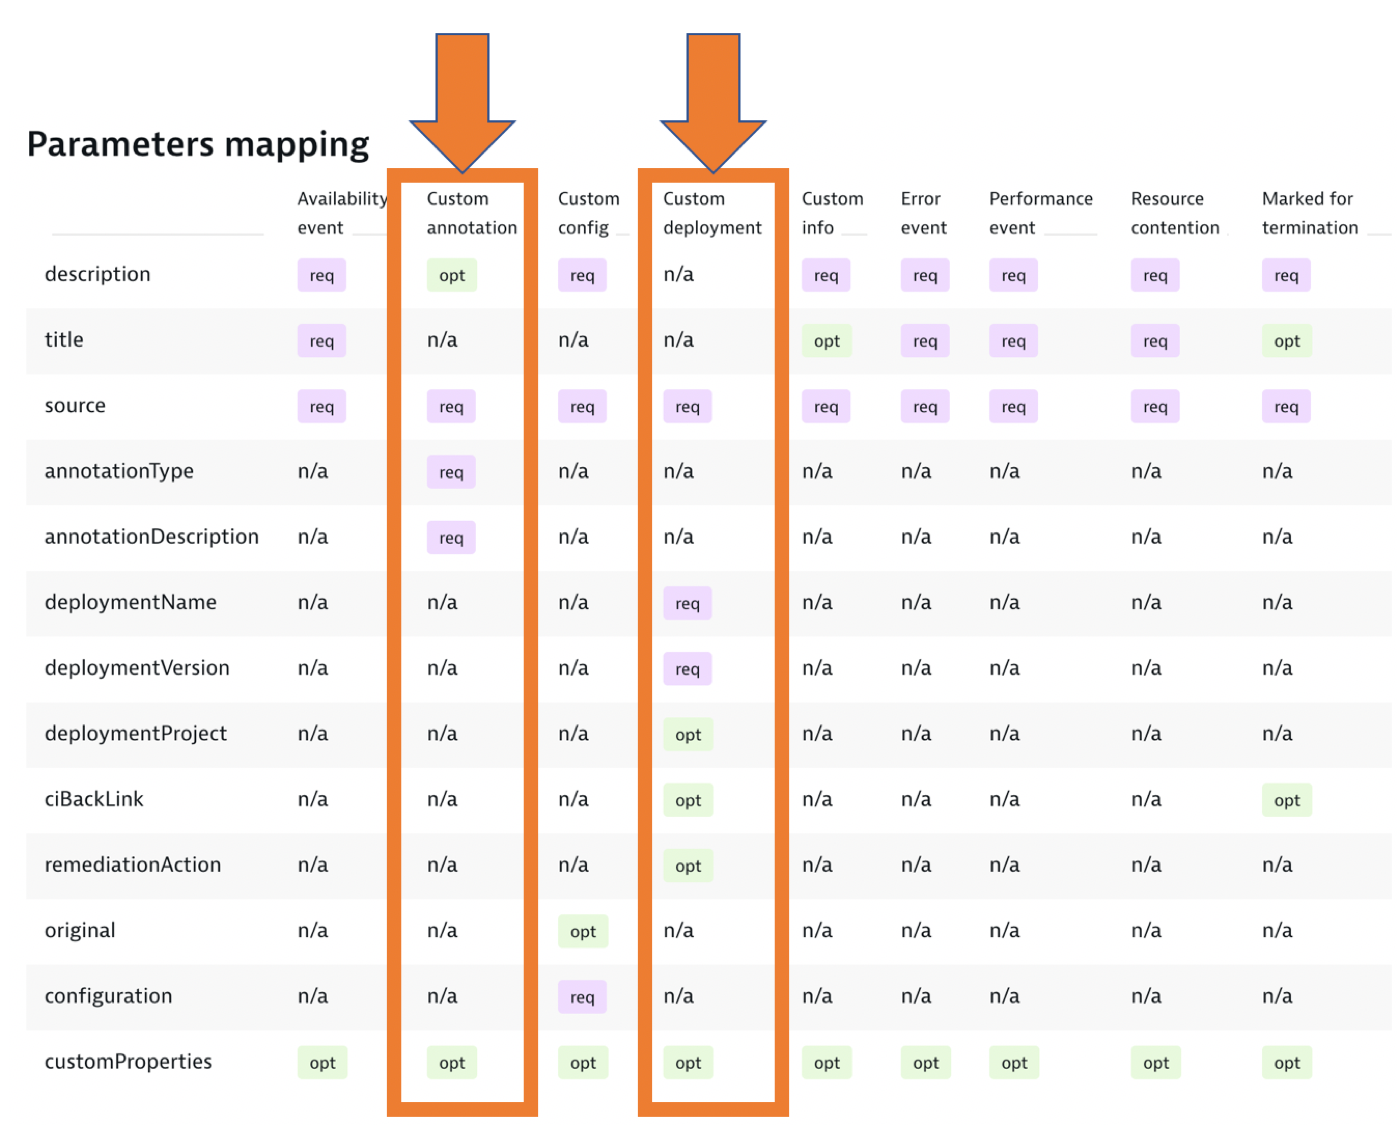 Parameters mapping
Availability Custom Custom Custom Custom Error Performance Resource Marked for
event annotation config deployment info event event contention termination
description req opt req n/a req req req req req
title req n/a n/a n/a opt req req req opt
source req req req req req req req req req
annotationType n/a req n/a n/a n/a n/a n/a n/a n/a
annotationDescription n/a req n/a n/a n/a n/a n/a n/a n/a
deploymentName n/a n/a n/a req n/a n/a n/a n/a n/a
deploymentVersion n/a n/a n/a req n/a n/a n/a n/a n/a
deploymentProject n/a n/a n/a opt n/a n/a n/a n/a n/a
ciBackLink n/a n/a n/a opt n/a n/a n/a n/a opt
remediationAction n/a n/a n/a opt n/a n/a n/a n/a n/a
original n/a n/a opt n/a n/a n/a n/a n/a n/a
configuration n/a n/a req n/a n/a n/a n/a n/a n/a
customProperties opt opt opt opt opt opt opt opt opt